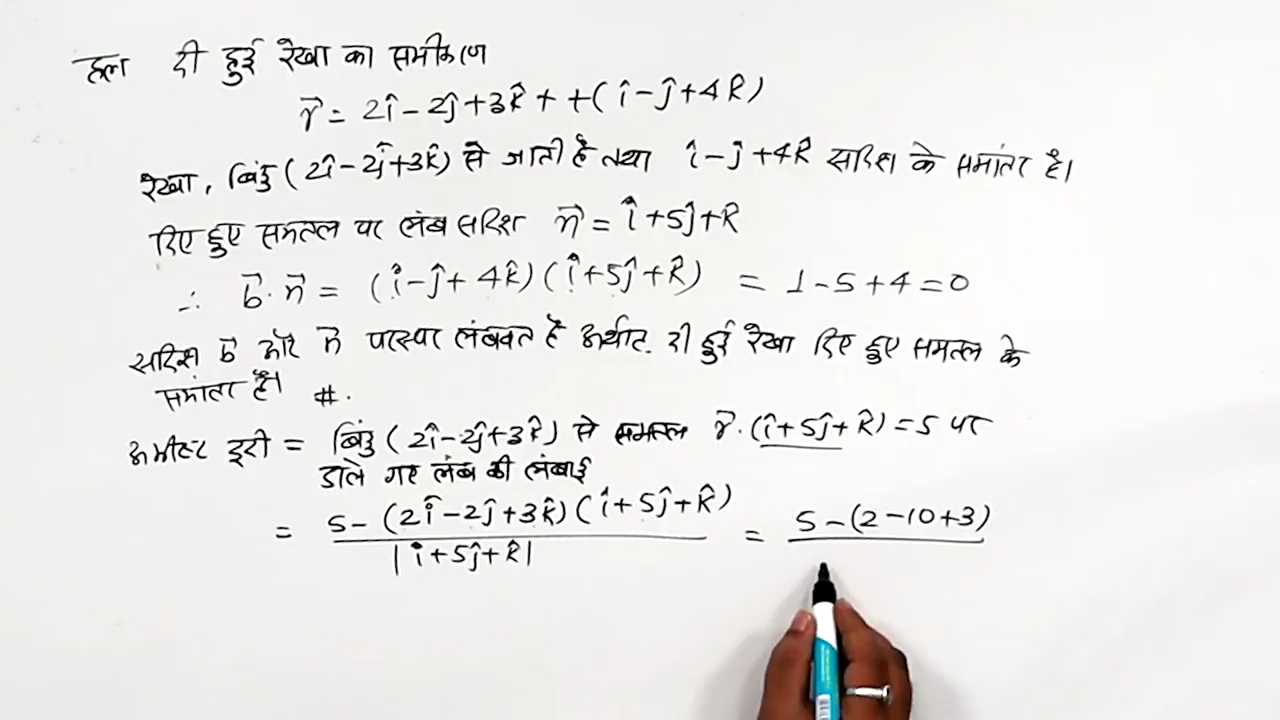 हल दी हुई रेखा का समीकरण
r⃗ = 2î - 2ĵ + 3k̂ + t(î - ĵ + 4k̂)
रेखा, बिंदु (2î - 2ĵ + 3k̂) से जाती है तथा î - ĵ + 4k̂ सदिश के समांतर है।
दिए हुए समतल पर लंब सदिश n⃗ = î + 5ĵ + k̂
∴ b⃗ · n⃗ = (î - ĵ + 4k̂)(î + 5ĵ + k̂) = 1 - 5 + 4 = 0
सदिश b⃗ और n⃗ परस्पर लंबवत है अर्थात दी हुई रेखा दिए हुए समतल के
समांतर है। #.
अभीष्ट दूरी = बिंदु (2î - 2ĵ + 3k̂) से समतल r⃗ · (î + 5ĵ + k̂) = 5 पर
डाले गए लंब की लंबाई
= 5 - (2î - 2ĵ + 3k̂)(î + 5ĵ + k̂) / |î + 5ĵ + k̂| = 5 - (2 - 10 + 3)